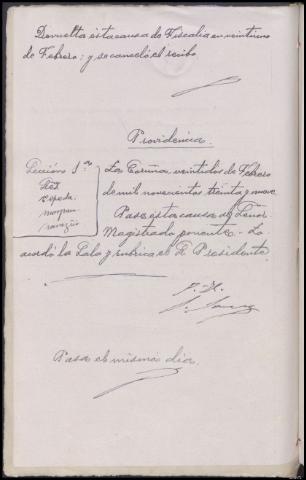 Devuelta esta causa de Fiscalía en veintiuno
de Febrero; y se canceló el recibo.
Providencia.
Sección 1ª
La Coruña, veintidos de Febrero
de mil novecientos treinta y nueve
Pase esta causa al Señor
Magistrado ponente. Lo
acordó la Sala y rubrica el Sr Presidente.
Pasa el mismo día.